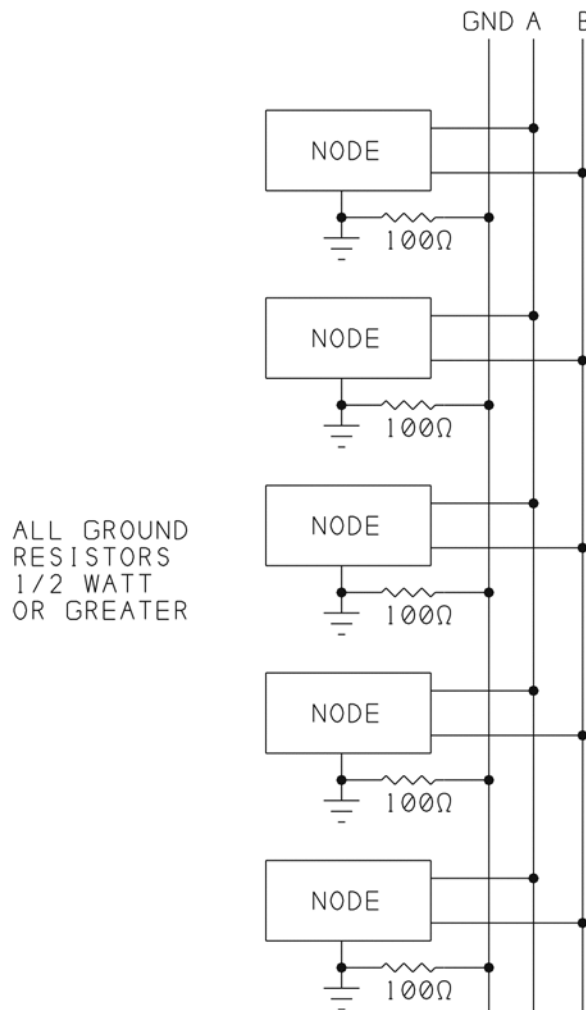 GND A B
NODE
100Ω
NODE
100Ω
ALL GROUND
RESISTORS
1/2 WATT
OR GREATER
NODE
100Ω
NODE
100Ω
NODE
100Ω